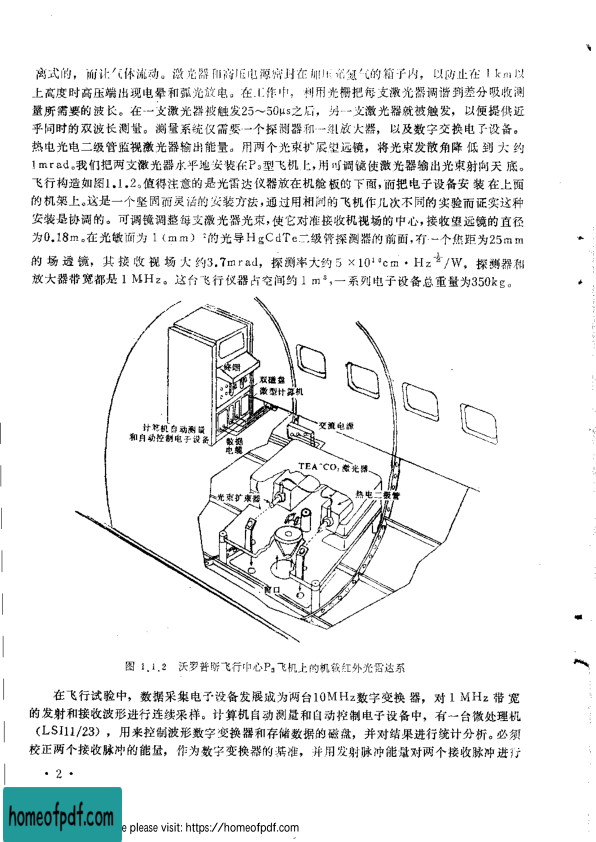 离式的，而让气体流动。激光器和高压电源密封在加压充氮气的箱子内，以防止在1km以
上高度时高压端出现电晕和弧光放电。在工作中，利用光栅把每支激光器调谐到差分吸收测
量所需要的波长。在一支激光器被触发25～50μs之后，另一支激光器就被触发，以便提供近
乎同时的双波长测量。测量系统仅需要一个探测器和一组放大器，以及数字变换电子设备。
热电光电二级管监视激光器输出能量。用两个光束扩展望远镜，将光束发散角降低到大约
1mrad。我们把两支激光器水平地安装在P₃型飞机上，用可调镜使激光器输出光束射向天底。
飞行构造如图1.1.2。值得注意的是光雷达仪器放在机舱板的下面，而把电子设备安装在上面
的机架上。这是一个坚固而灵活的安装方法，通过用相同的飞机作几次不同的实验而证实这种
安装是协调的。可调镜调整每支激光器光束，使它对准接收机视场的中心，接收望远镜的直径
为0.18m。在光敏面为1(mm)²的光导HgCdTe二级管探测器的前面，有一个焦距为25mm
的场透镜，其接收视场大约3.7mrad，探测率大约5×10¹⁰cm·Hz^½/W，探测器和
放大器带宽都是1MHz。这台飞行仪器占空间约1m³，一系列电子设备总重量为350kg。
终端
双磁盘
微型计算机
计算机自动测量
和自动控制电子设备
数据
电缆
交流电源
TEA CO₂激光器
光束扩束器
热电二级管
窗口
图 1.1.2 沃罗普斯飞行中心P₃飞机上的机载红外光雷达系
在飞行试验中，数据采集电子设备发展成为两台10MHz数字变换器，对1MHz带宽
的发射和接收波形进行连续采样。计算机自动测量和自动控制电子设备中，有一台微处理机
（LSI11/23），用来控制波形数字变换器和存储数据的磁盘，并对结果进行统计分析。必须
校正两个接收脉冲的能量，作为数字变换器的基准，并用发射脉冲能量对两个接收脉冲进行
·2·
homeofpdf.com
e please visit: https://homeofpdf.com